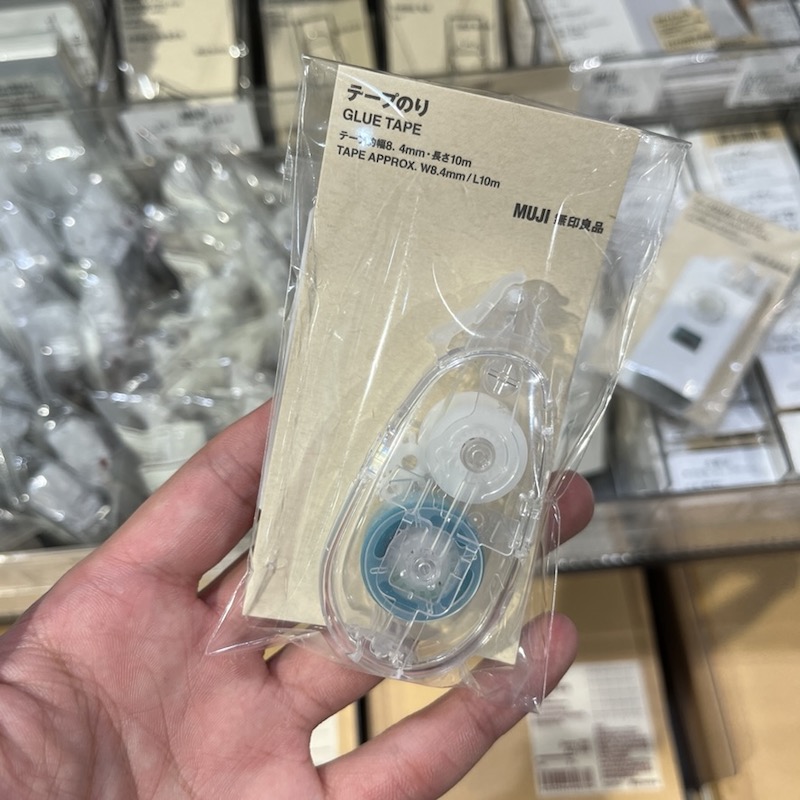 テープのり
GLUE TAPE
テープの幅8. 4mm・長さ10m
TAPE APPROX. W8.4mm/L10m
MUJI 無印良品